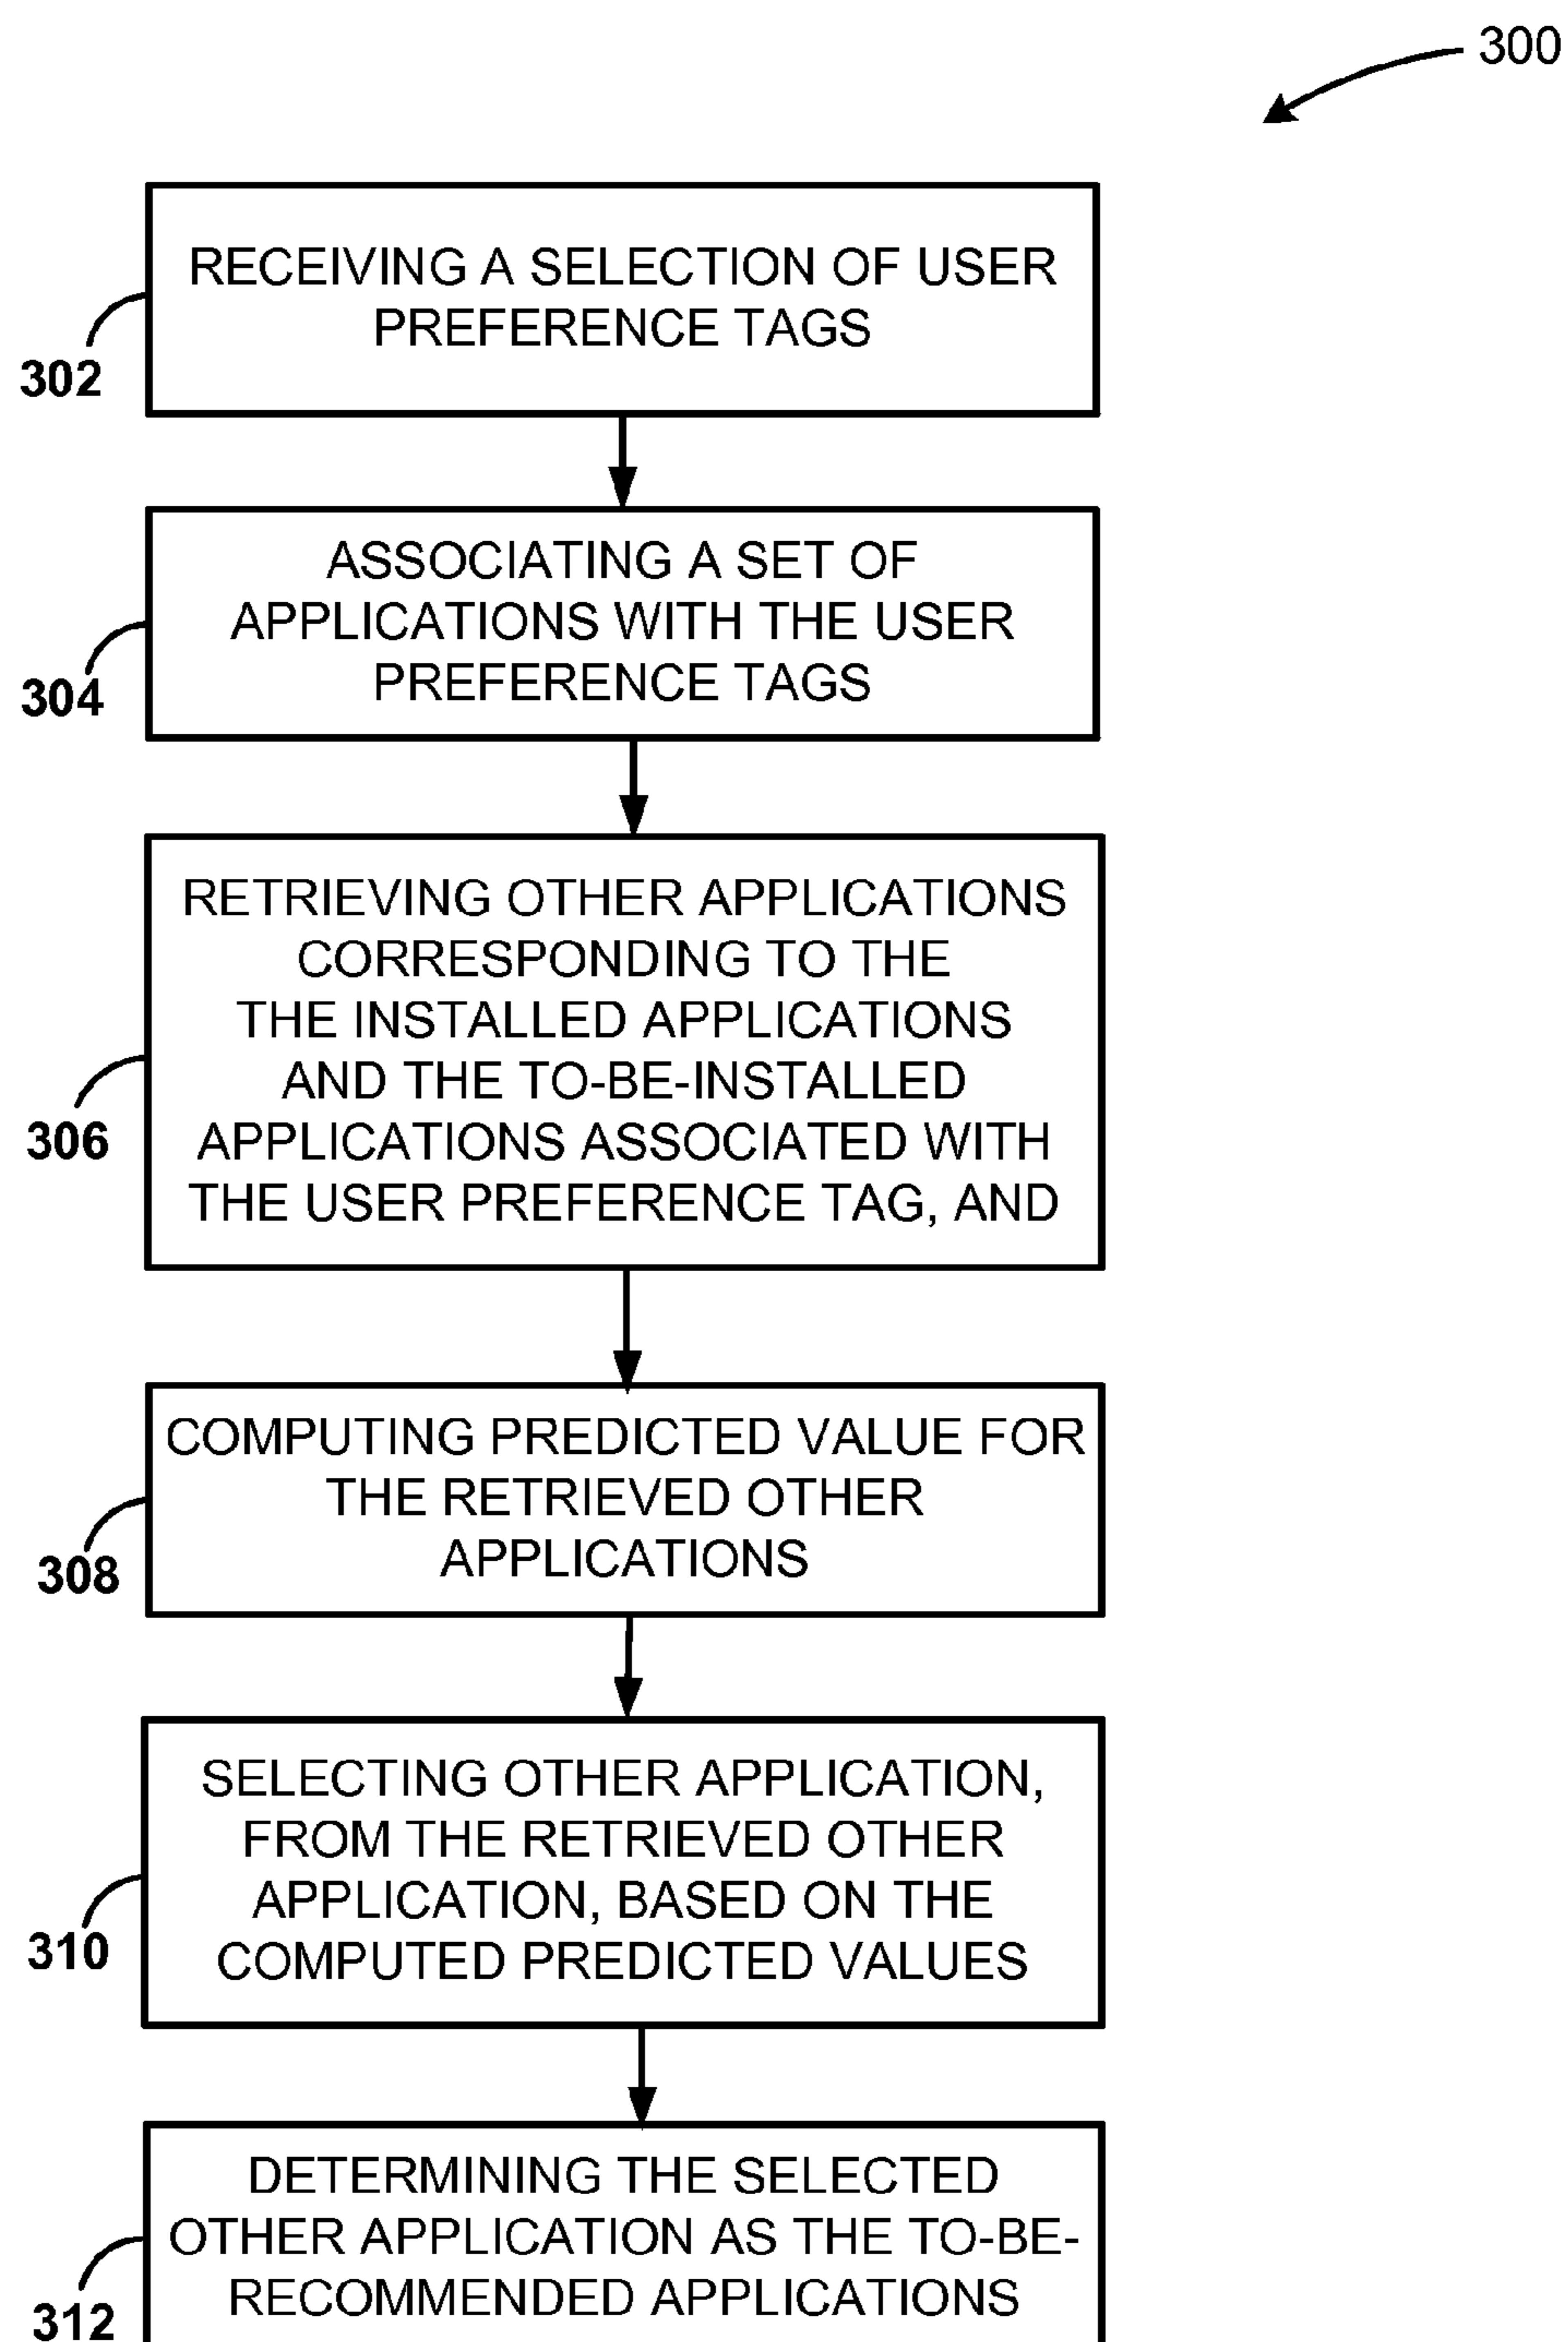 300
RECEIVING A SELECTION OF USER
PREFERENCE TAGS
302
ASSOCIATING A SET OF
APPLICATIONS WITH THE USER
PREFERENCE TAGS
304
RETRIEVING OTHER APPLICATIONS
CORRESPONDING TO THE
THE INSTALLED APPLICATIONS
AND THE TO-BE-INSTALLED
APPLICATIONS ASSOCIATED WITH
THE USER PREFERENCE TAG, AND
306
COMPUTING PREDICTED VALUE FOR
THE RETRIEVED OTHER
APPLICATIONS
308
SELECTING OTHER APPLICATION,
FROM THE RETRIEVED OTHER
APPLICATION, BASED ON THE
COMPUTED PREDICTED VALUES
310
DETERMINING THE SELECTED
OTHER APPLICATION AS THE TO-BE-
RECOMMENDED APPLICATIONS
312